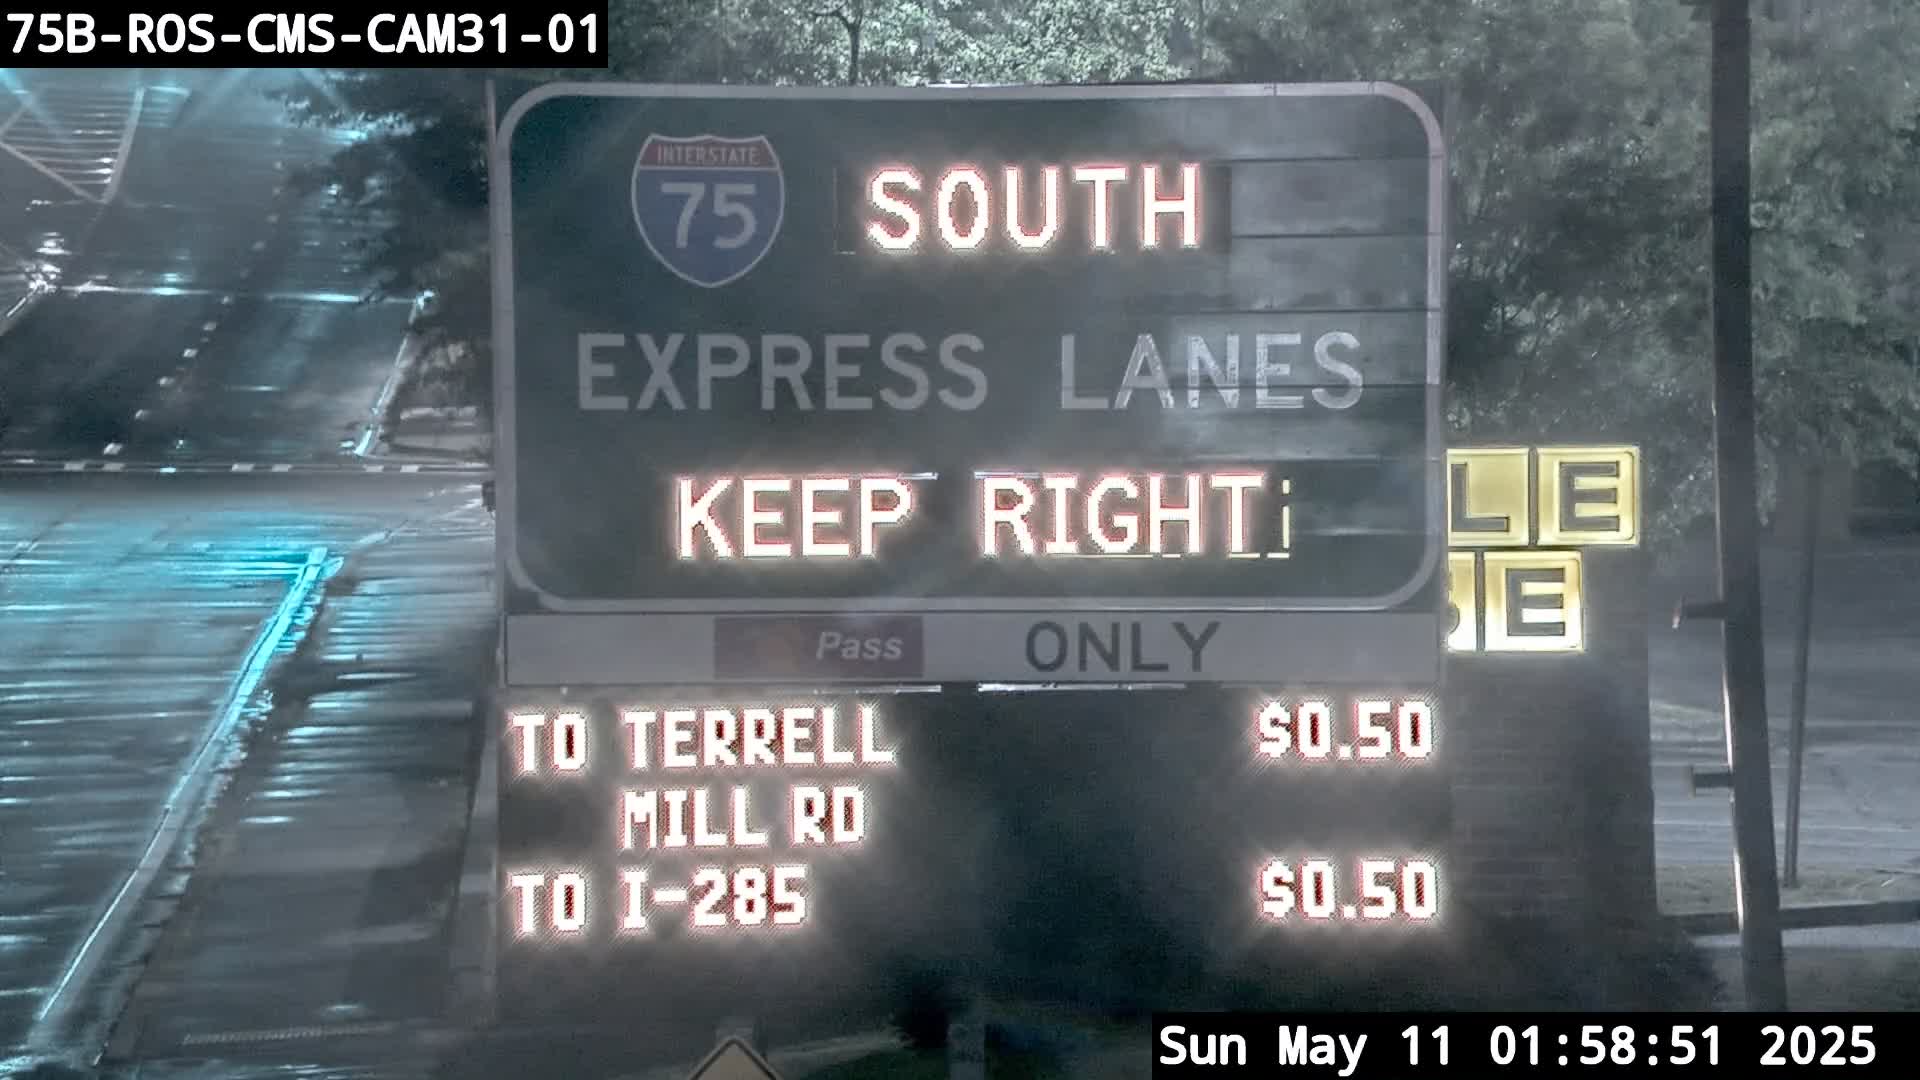 75B-ROS-CMS-CAM31-01
INTERSTATE
75
SOUTH
EXPRESS LANES
KEEP RIGHT
Pass ONLY
TO TERRELL $0.50
MILL RD
TO I-285 $0.50
LE
E
Sun May 11 01:58:51 2025